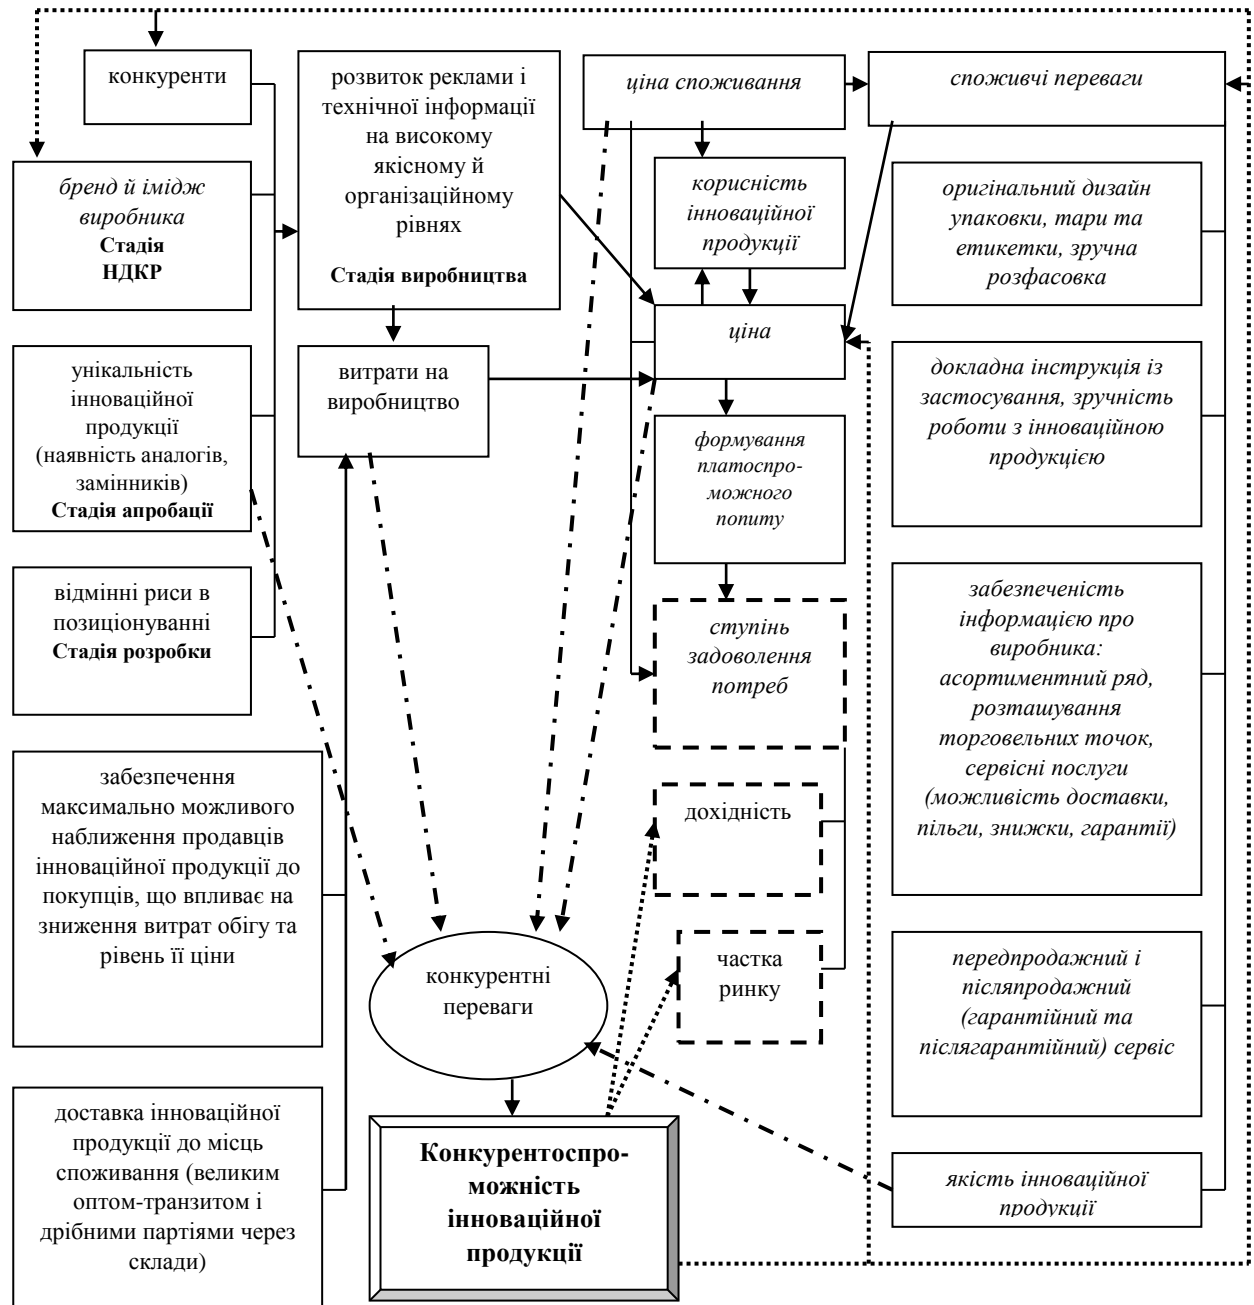 конкуренти
бренд й імідж
виробника
Стадія
НДКР
унікальність
інноваційної
продукції
(наявність аналогів,
замінників)
Стадія апробації
відмінні риси в
позиціонуванні
Стадія розробки
забезпечення
максимально можливого
наближення продавців
інноваційної продукції до
покупців, що впливає на
зниження витрат обігу та
рівень її ціни
доставка інноваційної
продукції до місць
споживання (великим
оптом-транзитом і
дрібними партіями через
склади)
розвиток реклами і
технічної інформації
на високому
якісному й
організаційному
рівнях
Стадія виробництва
витрати на
виробництво
конкурентні
переваги
Конкурентоспро-
можність
інноваційної
продукції
ціна споживання
корисність
інноваційної
продукції
ціна
формування
платоспро-
можного
попиту
ступінь
задоволення
потреб
дохідність
частка
ринку
споживчі переваги
оригінальний дизайн
упаковки, тари та
етикетки, зручна
розфасовка
докладна інструкція із
застосування, зручність
роботи з інноваційною
продукцією
забезпеченість
інформацією про
виробника:
асортиментний ряд,
розташування
торговельних точок,
сервісні послуги
(можливість доставки,
пільги, знижки, гарантії)
передпродажний і
післяпродажний
(гарантійний та
післягарантійний) сервіс
якість інноваційної
продукції